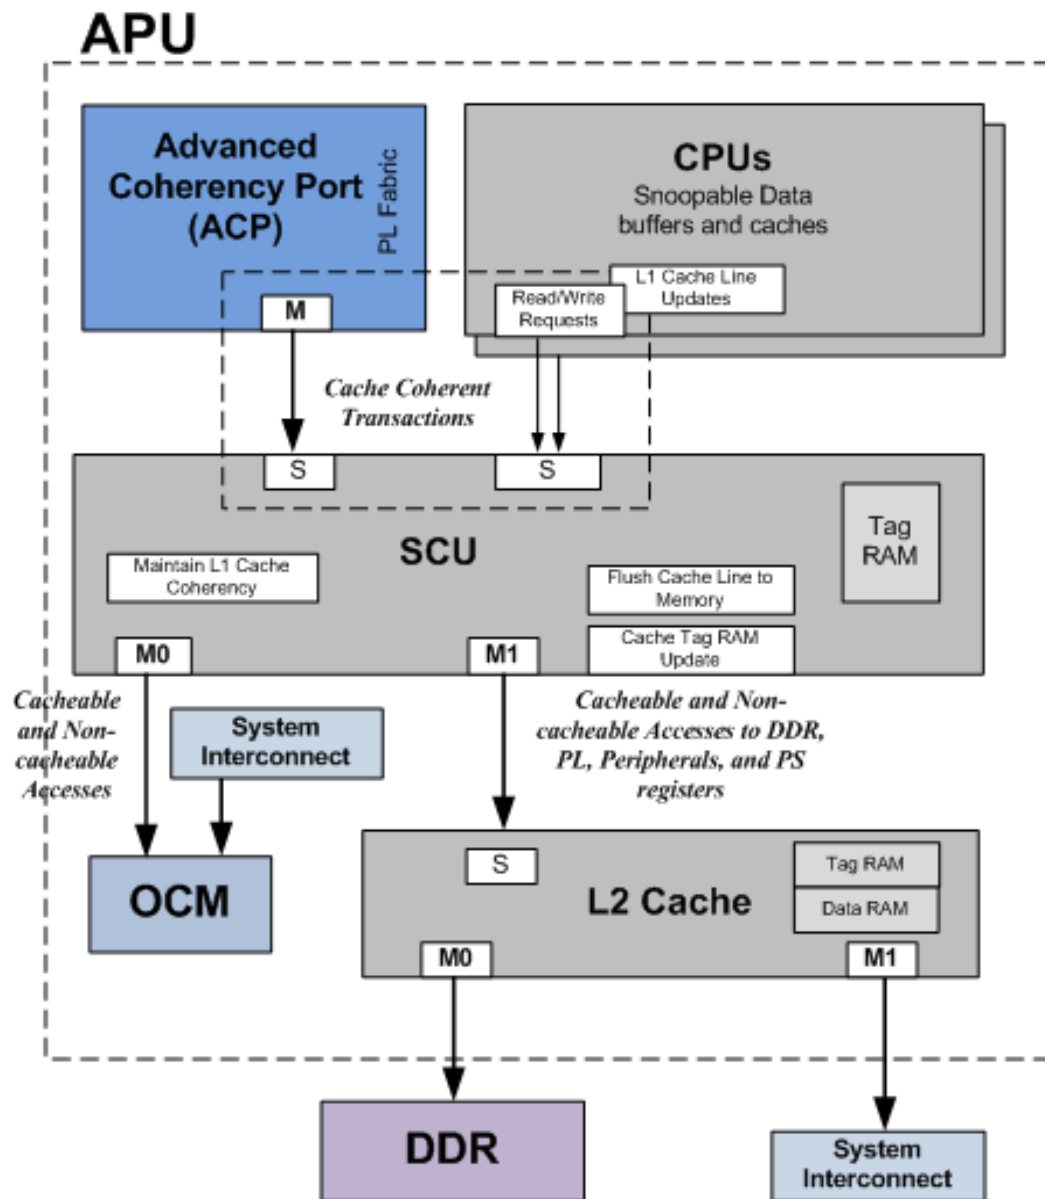 APU
Advanced
Coherency Port
(ACP)
PL Fabric
M
CPUs
Snoopable Data
buffers and caches
L1 Cache Line
Updates
Read/Write
Requests
Cache Coherent
Transactions
S
S
SCU
Tag
RAM
Maintain L1 Cache
Coherency
Flush Cache Line to
Memory
Cache Tag RAM
Update
M0
M1
Cacheable
and Non-
cacheable
Accesses
System
Interconnect
Cacheable and Non-
cacheable Accesses to DDR,
PL, Peripherals, and PS
registers
OCM
S
L2 Cache
Tag RAM
Data RAM
M0
M1
DDR
System
Interconnect